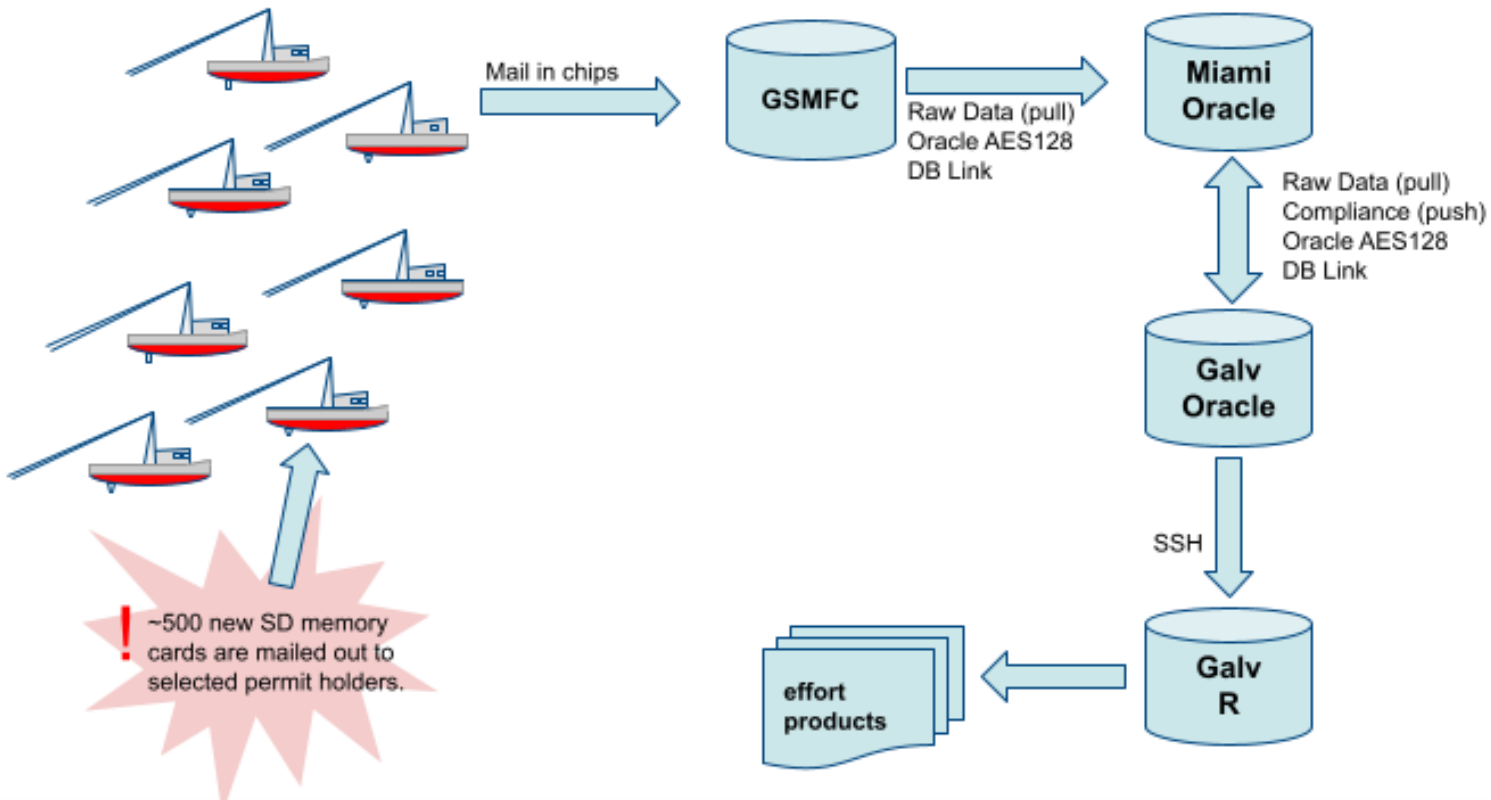 Mail in chips
GSMFC
Raw Data (pull)
Oracle AES128
DB Link
Miami
Oracle
Raw Data (pull)
Compliance (push)
Oracle AES128
DB Link
Galv
Oracle
SSH
Galv
R
effort
products
! ~500 new SD memory
cards are mailed out to
selected permit holders.